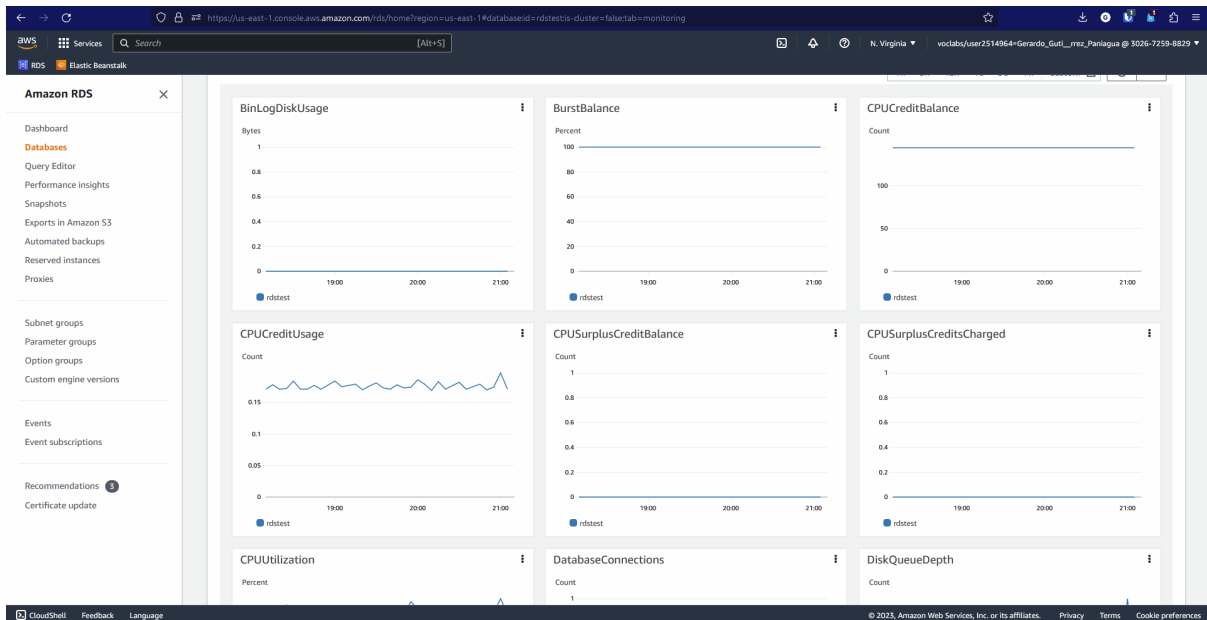 https://us-east-1.console.aws.amazon.com/rds/home?region=us-east-1#database:id=rdstest;is-cluster=false;tab=monitoring
aws
Services
Search
[Alt+S]
N. Virginia
voclabs/user2514964=Gerardo_Guti__rrez_Paniagua @ 3026-7259-8829
RDS
Elastic Beanstalk
Amazon RDS
Dashboard
Databases
Query Editor
Performance insights
Snapshots
Exports in Amazon S3
Automated backups
Reserved instances
Proxies
Subnet groups
Parameter groups
Option groups
Custom engine versions
Events
Event subscriptions
Recommendations 3
Certificate update
BinLogDiskUsage
Bytes
1
0.8
0.6
0.4
0.2
0
19:00 20:00 21:00
rdstest
BurstBalance
Percent
100
80
60
40
20
0
19:00 20:00 21:00
rdstest
CPUCreditBalance
Count
100
50
0
19:00 20:00 21:00
rdstest
CPUCreditUsage
Count
0.15
0.1
0.05
0
19:00 20:00 21:00
rdstest
CPUSurplusCreditBalance
Count
1
0.8
0.6
0.4
0.2
0
19:00 20:00 21:00
rdstest
CPUSurplusCreditsCharged
Count
1
0.8
0.6
0.4
0.2
0
19:00 20:00 21:00
rdstest
CPUUtilization
Percent
DatabaseConnections
Count
1
DiskQueueDepth
Count
CloudShell Feedback Language
© 2023, Amazon Web Services, Inc. or its affiliates. Privacy Terms Cookie preferences